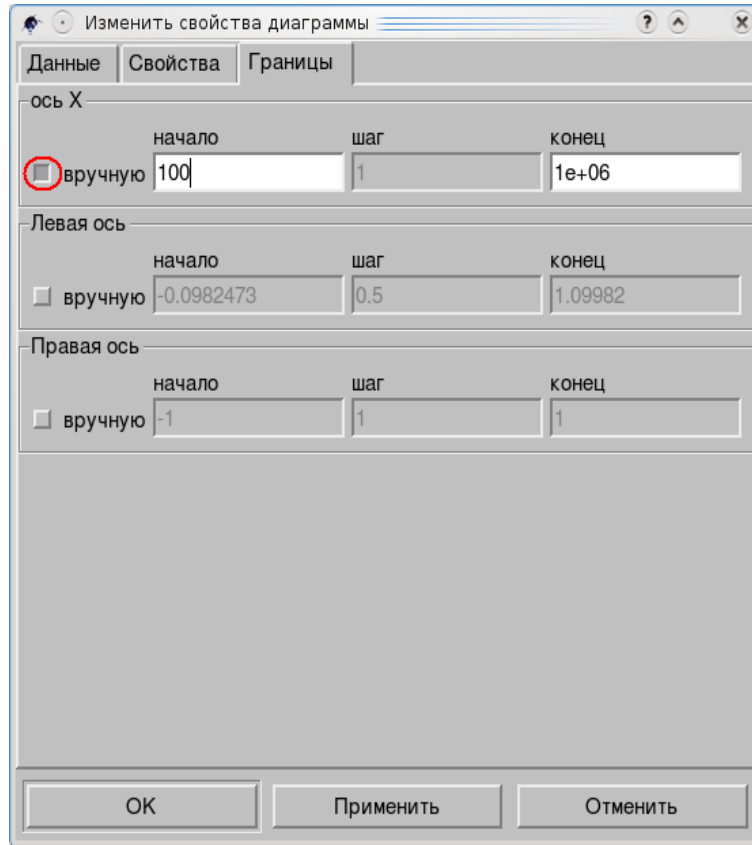 Изменить свойства диаграммы
Данные Свойства Границы
ось X
начало шаг конец
вручную 100 1 1e+06
Левая ось
начало шаг конец
вручную -0.0982473 0.5 1.09982
Правая ось
начало шаг конец
вручную -1 1 1
OK Применить Отменить